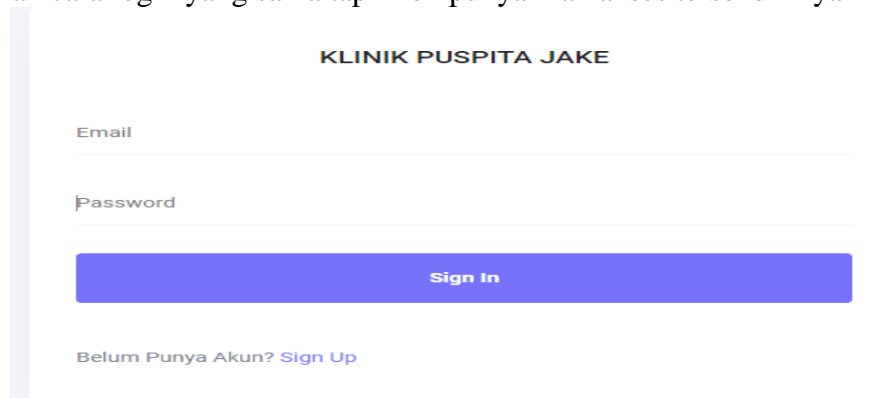 KLINIK PUSPITA JAKE
Email
Password
Sign In
Belum Punya Akun? Sign Up